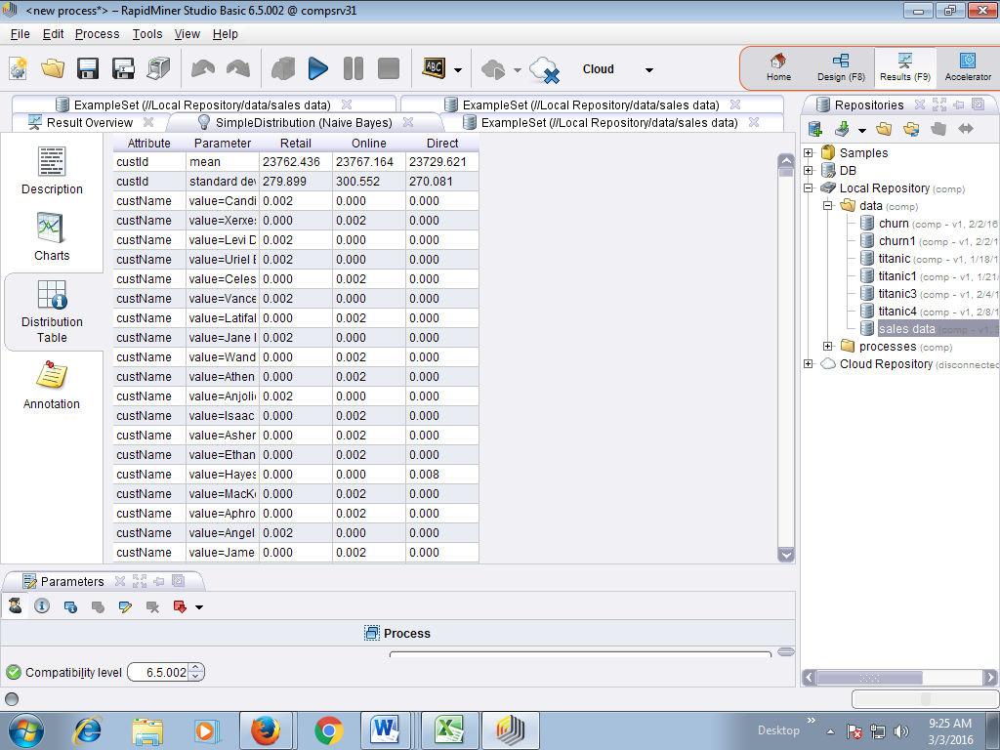 <new process*> – RapidMiner Studio Basic 6.5.002 @ compsrv31
File Edit Process Tools View Help
ABC Cloud Home Design (F8) Results (F9) Accelerator
ExampleSet (//Local Repository/data/sales data) ExampleSet (//Local Repository/data/sales data)
Result Overview SimpleDistribution (Naive Bayes) ExampleSet (//Local Repository/data/sales data)
Description
Charts
Distribution
Table
Annotation
Attribute Parameter Retail Online Direct
custId mean 23762.436 23767.164 23729.621
custId standard dev 279.899 300.552 270.081
custName value=Candi 0.002 0.000 0.000
custName value=Xerxes 0.000 0.002 0.000
custName value=Levi D 0.002 0.000 0.000
custName value=Uriel 0.002 0.000 0.000
custName value=Celes 0.000 0.002 0.000
custName value=Vance 0.002 0.000 0.000
custName value=Latifal 0.000 0.002 0.000
custName value=Jane 0.002 0.000 0.000
custName value=Wand 0.000 0.002 0.000
custName value=Athen 0.000 0.002 0.000
custName value=Anjoli 0.002 0.000 0.000
custName value=Isaac 0.000 0.002 0.000
custName value=Asher 0.000 0.002 0.000
custName value=Ethan 0.000 0.002 0.000
custName value=Hayes 0.000 0.000 0.008
custName value=MacK 0.000 0.002 0.000
custName value=Aphro 0.000 0.002 0.000
custName value=Angel 0.002 0.000 0.000
custName value=Jame 0.000 0.002 0.000
Repositories
Samples
DB
Local Repository (comp)
data (comp)
churn (comp - v1, 2/2/16
churn1 (comp - v1, 2/2/1
titanic (comp - v1, 1/18/1
titanic1 (comp - v1, 1/21/
titanic3 (comp - v1, 2/4/1
titanic4 (comp - v1, 2/8/1
sales data (comp - v1,
processes (comp)
Cloud Repository (disconnected
Parameters
Process
Compatibility level 6.5.002
Desktop
9:25 AM
3/3/2016